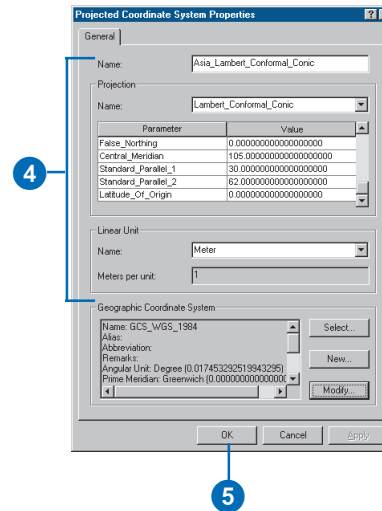 Projected Coordinate System Properties ?
General
Name: Asia_Lambert_Conformal_Conic
Projection
Name: Lambert_Conformal_Conic
Parameter Value
False_Northing 0.000000000000000000
Central_Meridian 105.000000000000000000
Standard_Parallel_1 30.000000000000000000
Standard_Parallel_2 62.000000000000000000
Latitude_Of_Origin 0.000000000000000000
4
Linear Unit
Name: Meter
Meters per unit: 1
Geographic Coordinate System
Name: GCS_WGS_1984
Alias:
Abbreviation:
Remarks:
Angular Unit: Degree (0.017453292519943295)
Prime Meridian: Greenwich
Select...
New...
Modify...
OK Cancel Apply
5